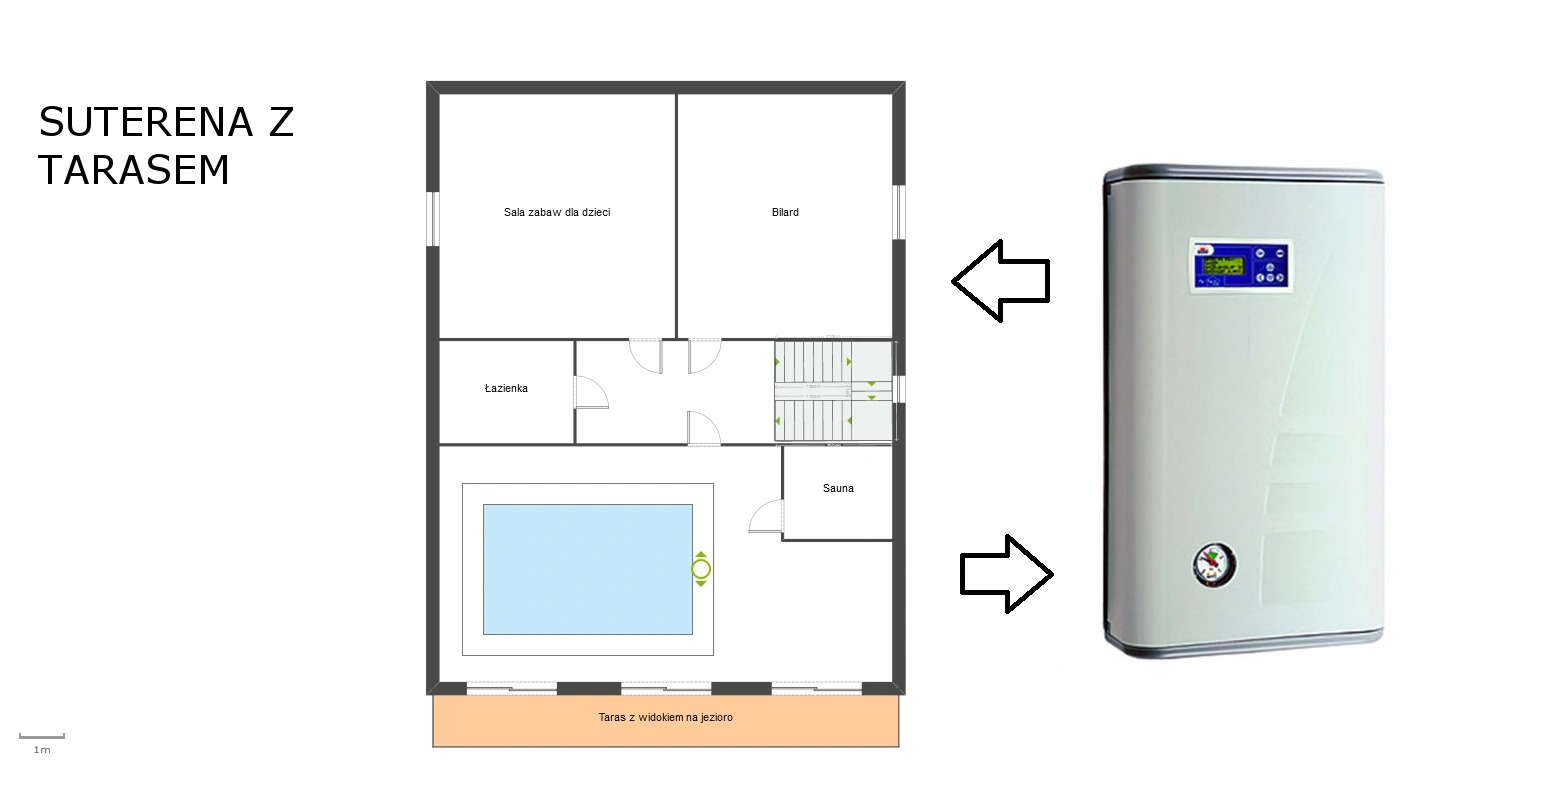 SUTERENA Z
TARASEM
Sala zabaw dla dzieci
Bilard
Łazienka
Sauna
Taras z widokiem na jezioro
1m